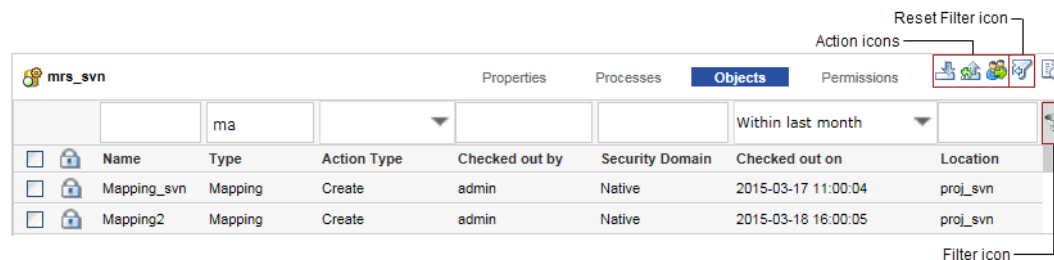 Reset Filter icon
Action icons
mrs_svn Properties Processes Objects Permissions
ma Within last month
Name Type Action Type Checked out by Security Domain Checked out on Location
Mapping_svn Mapping Create admin Native 2015-03-17 11:00:04 proj_svn
Mapping2 Mapping Create admin Native 2015-03-18 16:00:05 proj_svn
Filter icon